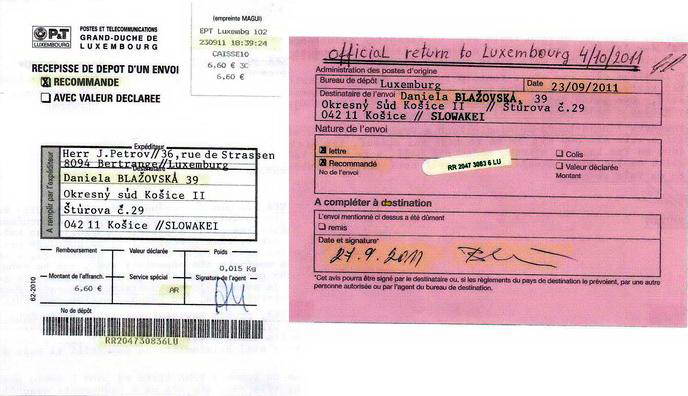 P&T
LUXEMBOURG
POSTES ET TELECOMMUNICATIONS
GRAND-DUCHE DE
LUXEMBOURG
(empreinte MAGUI)
EPT Luxembg 102
230911 18:39:24
CAISSE10
6,60 € 3C
6,60 €
RECEPISSE DE DEPOT D'UN ENVOI
X RECOMMANDE
AVEC VALEUR DECLAREE
A remplir par l'expéditeur
Expéditeur
Herr J.Petrov//36,rue de Strassen
8094 Bertrange//Luxemburg
Destinataire
Daniela BLAŽOVSKÁ 39
Okresný súd Košice II
Štúrova č.29
042 11 Košice //SLOWAKEI
Remboursement
Valeur déclarée
Poids
0,015 Kg
Montant de l'affranch.
Service spécial
Signature de l'agent
6,60 €
AR
82-2010
No de dépôt
RR204730836LU
official return to Luxembourg 4/10/2011
Administration des postes d'origine
Bureau de dépôt Luxemburg
Date 23/09/2011
Destinataire de l'envoi Daniela BLAŽOVSKÁ, 39
Okresný Súd Košice II // Štúrova č.29
042 11 Košice // SLOWAKEI
Nature de l'envoi
X lettre
Colis
X Recommandé
Valeur déclarée
No de l'envoi
Montant
RR 2047 3083 6 LU
A compléter à destination
L'envoi mentionné ci dessus a été dûment
remis
Date et signature*
27.9.2011
*Cet avis pourra être signé par le destinataire ou, si les règlements du pays de destination le prévoient, par une autre
personne autorisée ou par l'agent du bureau de destination.